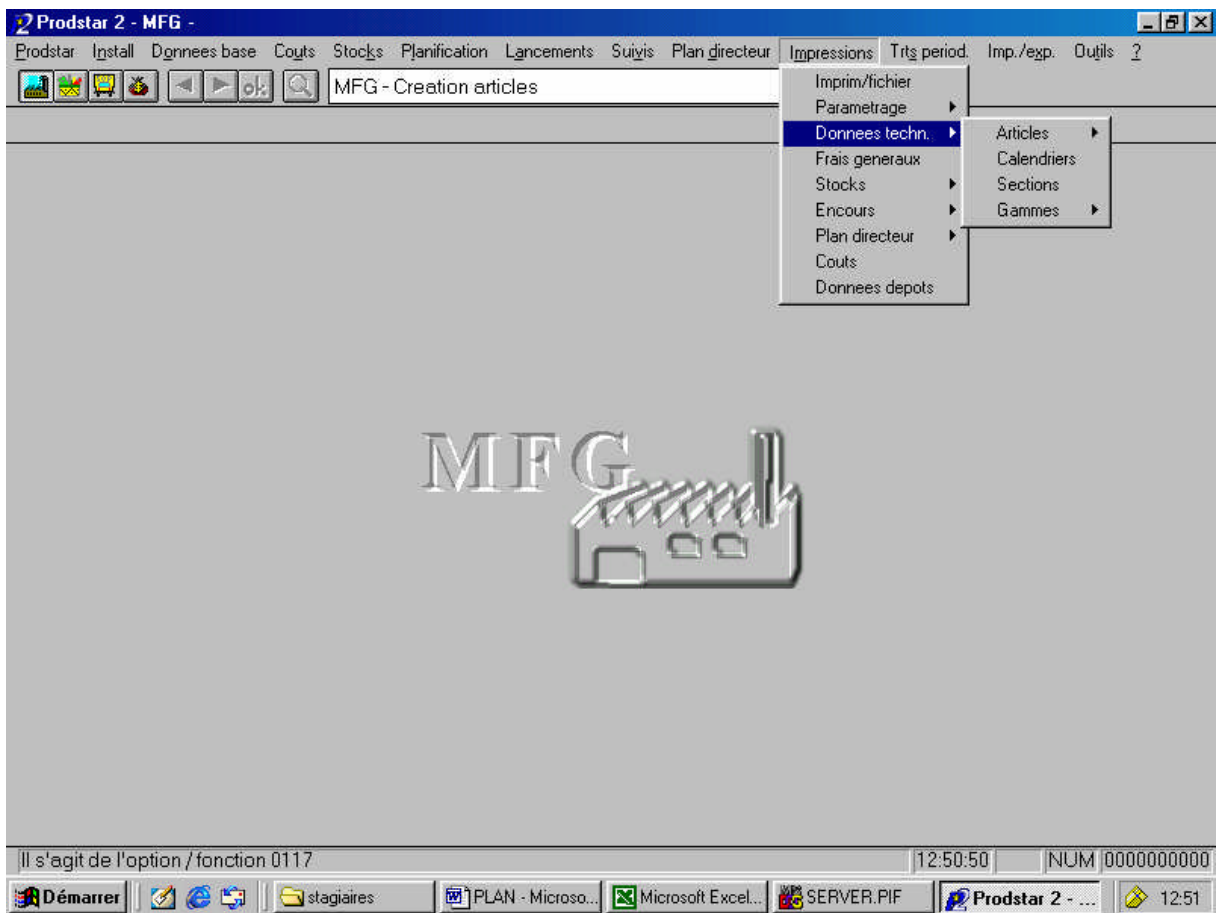 Prodstar 2 - MFG -
Prodstar Install Donnees base Couts Stocks Planification Lancements Suivis Plan directeur Impressions Trts period. Imp./exp. Outils ?
ok MFG - Creation articles
Imprim/fichier
Parametrage
Donnees techn.
Frais generaux
Stocks
Encours
Plan directeur
Couts
Donnees depots
Articles
Calendriers
Sections
Gammes
MFG
Il s'agit de l'option / fonction 0117 12:50:50 NUM 0000000000
Démarrer stagiaires PLAN - Microso... Microsoft Excel... SERVER.PIF Prodstar 2 - ... 12:51